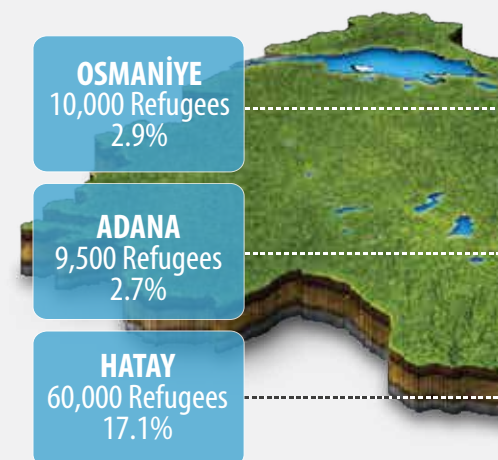 OSMANİYE
10,000 Refugees
2.9%
ADANA
9,500 Refugees
2.7%
HATAY
60,000 Refugees
17.1%